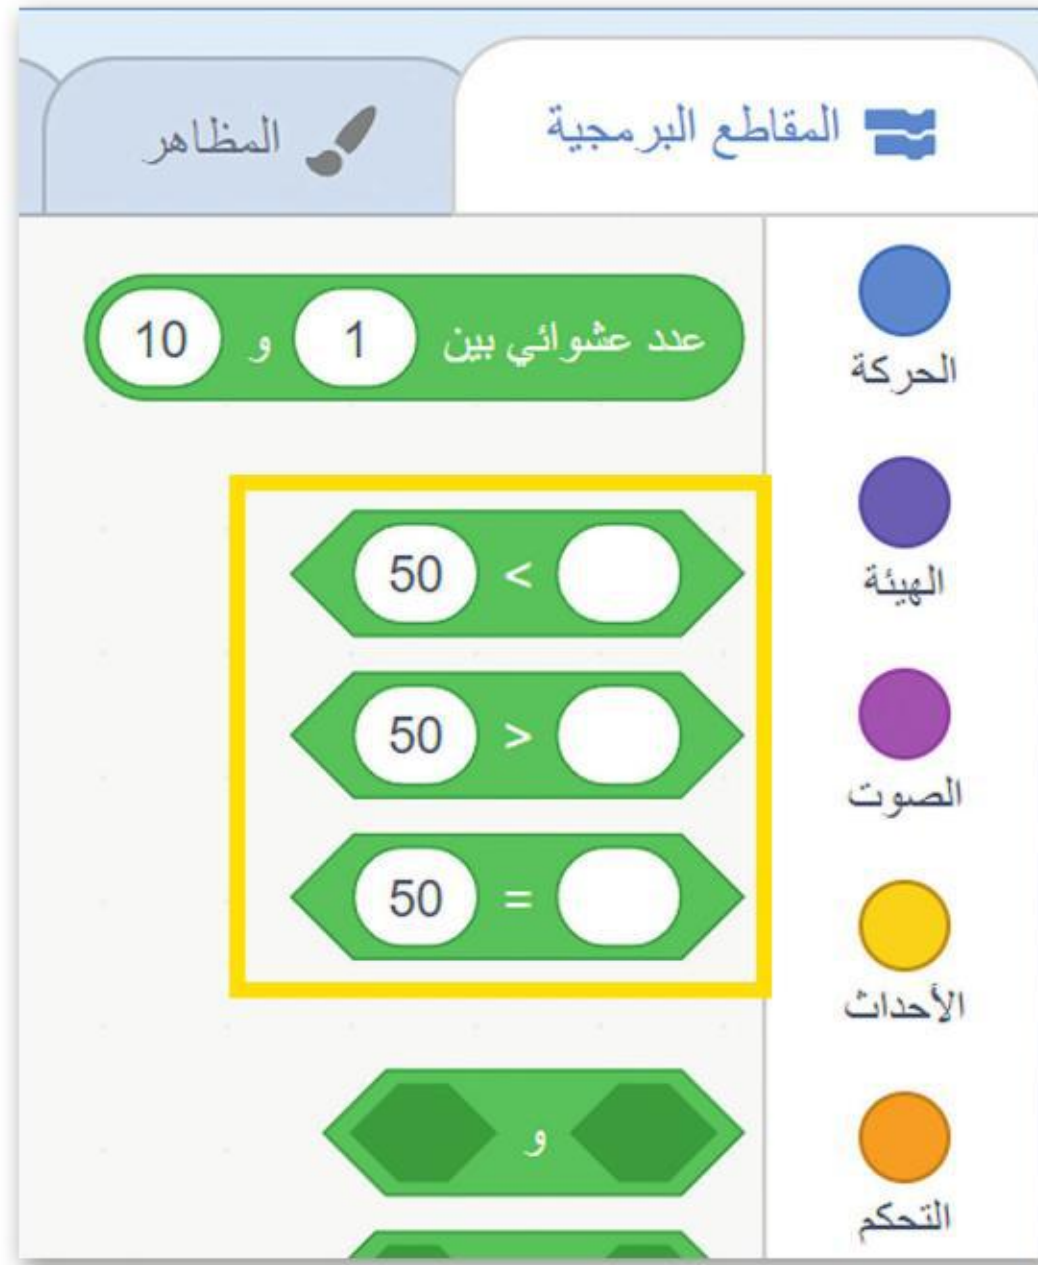 المقاطع البرمجية
المظاهر
الحركة
الهيئة
الصوت
الأحداث
التحكم
عدد عشوائي بين 1 و 10
< 50
> 50
= 50
و